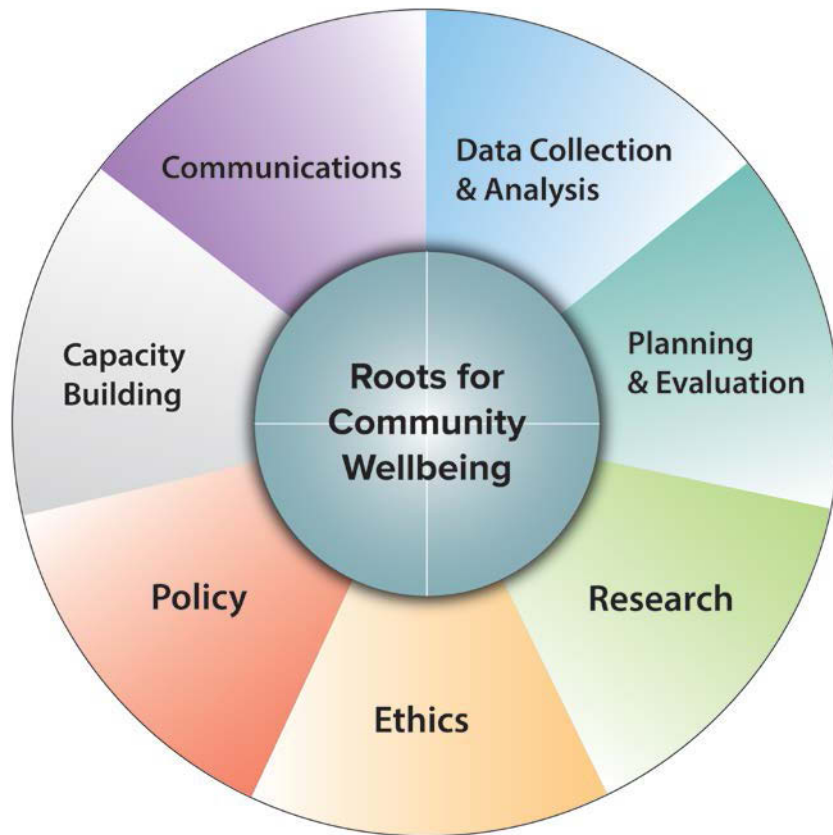 Communications
Data Collection
& Analysis
Capacity
Building
Roots for
Community
Wellbeing
Planning
& Evaluation
Policy
Research
Ethics